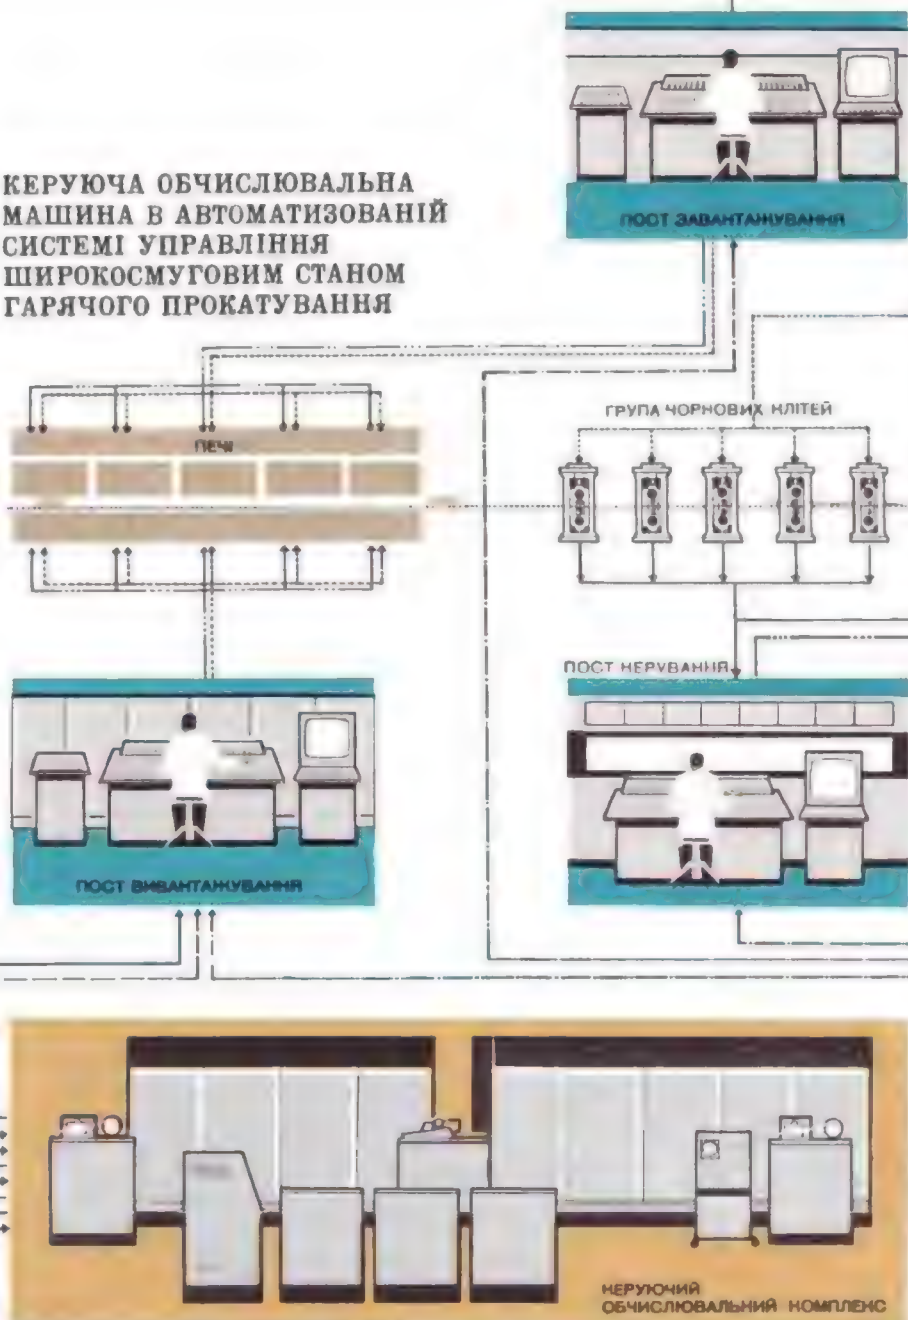 КЕРУЮЧА ОБЧИСЛЮВАЛЬНА
МАШИНА В АВТОМАТИЗОВАНІЙ
СИСТЕМІ УПРАВЛІННЯ
ШИРОКОСМУГОВИМ СТАНОМ
ГАРЯЧОГО ПРОКАТУВАННЯ
ПОСТ ЗАВАНТАЖУВАННЯ
ПЕЧІ
ГРУПА ЧОРНОВИХ КЛІТЕЙ
ПОСТ КЕРУВАННЯ
ПОСТ ВИВАНТАЖУВАННЯ
КЕРУЮЧИЙ
ОБЧИСЛЮВАЛЬНИЙ КОМПЛЕКС